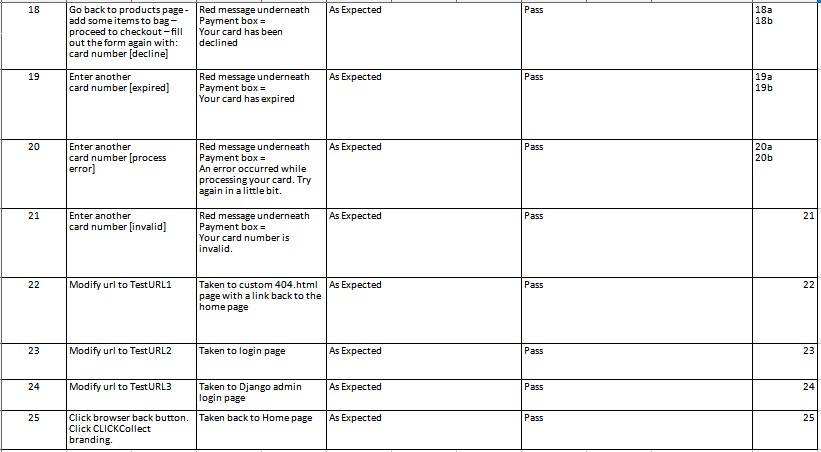 18
Go back to products page -
add some items to bag –
proceed to checkout – fill
out the form again with:
card number [decline]
Red message underneath
Payment box =
Your card has been
declined
As Expected
Pass
18a
18b
19
Enter another
card number [expired]
Red message underneath
Payment box =
Your card has expired
As Expected
Pass
19a
19b
20
Enter another
card number [process
error]
Red message underneath
Payment box =
An error occurred while
processing your card. Try
again in a little bit.
As Expected
Pass
20a
20b
21
Enter another
card number [invalid]
Red message underneath
Payment box =
Your card number is
invalid.
As Expected
Pass
21
22
Modify url to TestURL1
Taken to custom 404.html
page with a link back to the
home page
As Expected
Pass
22
23
Modify url to TestURL2
Taken to login page
As Expected
Pass
23
24
Modify url to TestURL3
Taken to Django admin
login page
As Expected
Pass
24
25
Click browser back button.
Click CLICKCollect
branding.
Taken back to Home page
As Expected
Pass
25